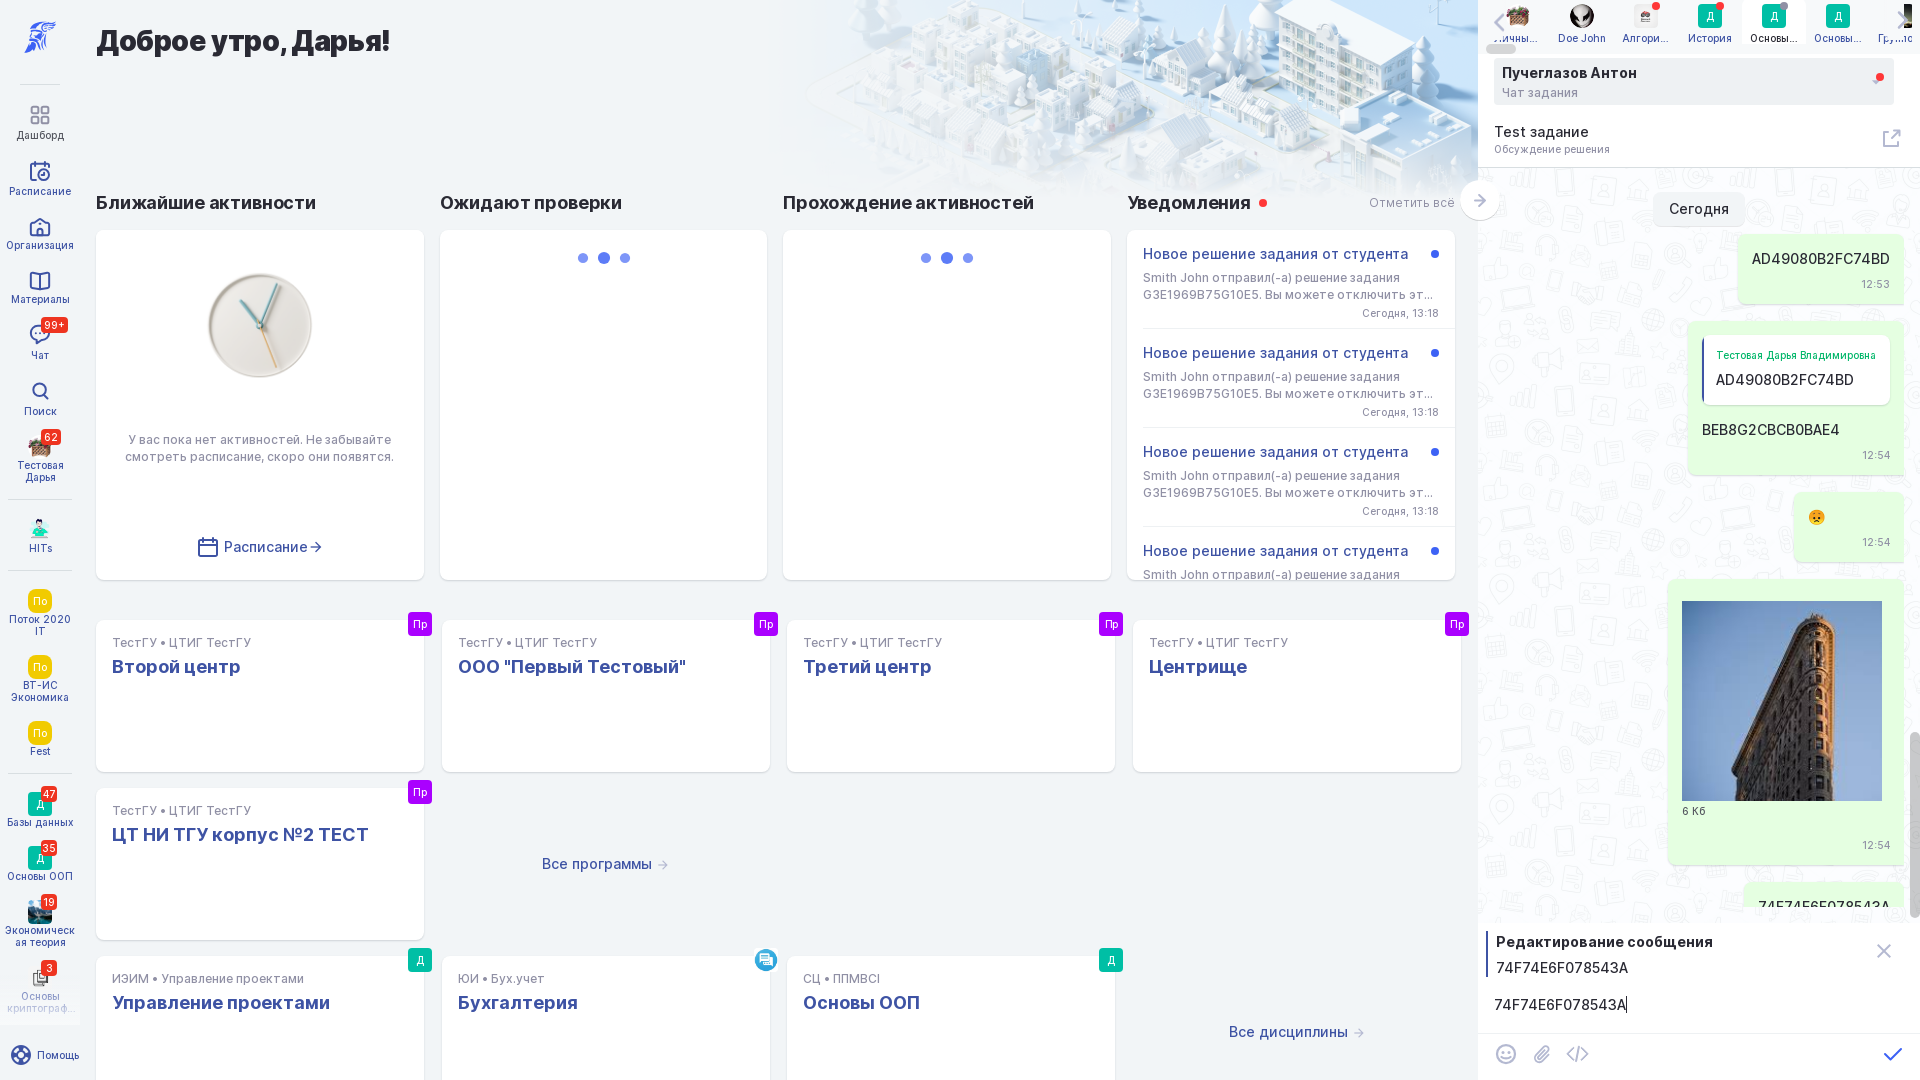 Дашборд
Расписание
Организация
Материалы
99+
Чат
Поиск
62
Тестовая
Дарья
HITs
По
Поток 2020
IT
По
ВТ-ИС
Экономика
По
Fest
47
Д
Базы данных
35
Д
Основы ООП
19
Экономическ
ая теория
3
Основы
криптограф...
Помощь
Доброе утро, Дарья!
Ближайшие активности
У вас пока нет активностей. Не забывайте
смотреть расписание, скоро они появятся.
Расписание
Ожидают проверки
Прохождение активностей
Уведомления
Отметить всё
Новое решение задания от студента
Smith John отправил(-а) решение задания
G3E1969B75G10E5. Вы можете отключить эт...
Сегодня, 13:18
Новое решение задания от студента
Smith John отправил(-а) решение задания
G3E1969B75G10E5. Вы можете отключить эт...
Сегодня, 13:18
Новое решение задания от студента
Smith John отправил(-а) решение задания
G3E1969B75G10E5. Вы можете отключить эт...
Сегодня, 13:18
Новое решение задания от студента
Smith John отправил(-а) решение задания
Пр
ТестГУ • ЦТИГ ТестГУ
Второй центр
Пр
ТестГУ • ЦТИГ ТестГУ
ООО "Первый Тестовый"
Пр
ТестГУ • ЦТИГ ТестГУ
Третий центр
Пр
ТестГУ • ЦТИГ ТестГУ
Центрище
Пр
ТестГУ • ЦТИГ ТестГУ
ЦТ НИ ТГУ корпус №2 ТЕСТ
Все программы
Д
ИЭИМ • Управление проектами
Управление проектами
ЮИ • Бух.учет
Бухгалтерия
Д
СЦ • ППМВСІ
Основы ООП
Все дисциплины
Личны...
Doe John
Алгори...
Д
История
Д
Основы...
Д
Основы...
Пучеглазов Антон
Чат задания
Test задание
Обсуждение решения
Сегодня
AD49080B2FC74BD
12:53
Тестовая Дарья Владимировна
AD49080B2FC74BD
BEB8G2CBCB0BAE4
12:54
12:54
6 Кб
12:54
74F74E6F078543A
Редактирование сообщения
74F74E6F078543A
74F74E6F078543A